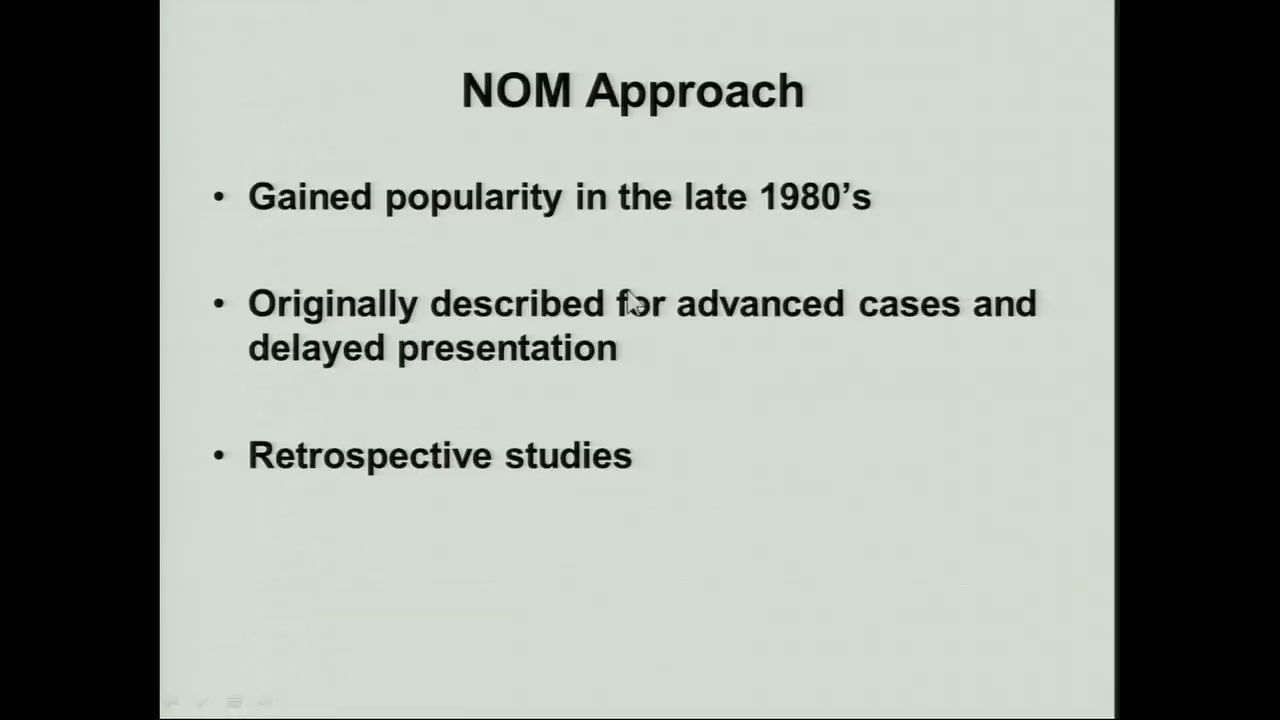 NOM Approach
• Gained popularity in the late 1980’s
• Originally described for advanced cases and
delayed presentation
• Retrospective studies